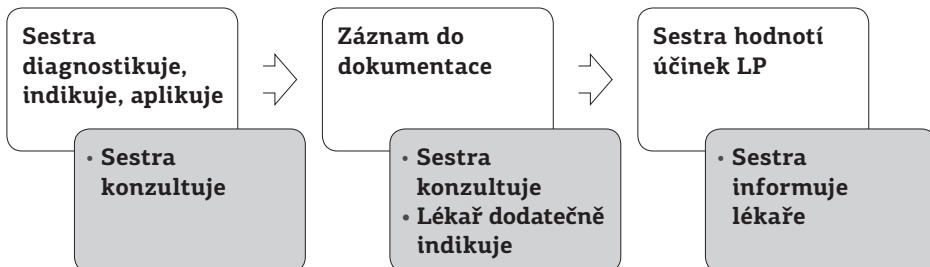 Sestra
diagnostikuje,
indikuje, aplikuje
• Sestra
konzultuje
Záznam do
dokumentace
• Sestra
konzultuje
• Lékař dodatečně
indikuje
Sestra hodnotí
účinek LP
• Sestra
informuje
lékaře